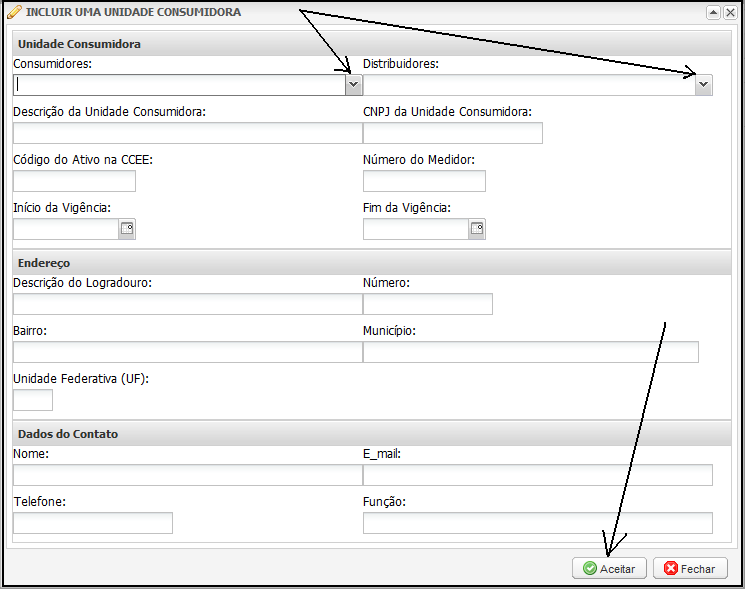 INCLUIR UMA UNIDADE CONSUMIDORA
Unidade Consumidora
Consumidores: Distribuidores:
Descrição da Unidade Consumidora: CNPJ da Unidade Consumidora:
Código do Ativo na CCEE: Número do Medidor:
Início da Vigência: Fim da Vigência:
Endereço
Descrição do Logradouro: Número:
Bairro: Município:
Unidade Federativa (UF):
Dados do Contato
Nome: E_mail:
Telefone: Função:
Aceitar Fechar